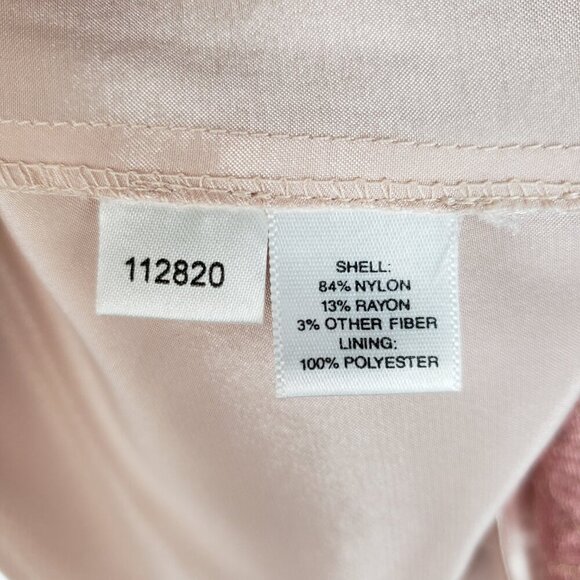 112820
SHELL:
84% NYLON
13% RAYON
3% OTHER FIBER
LINING:
100% POLYESTER